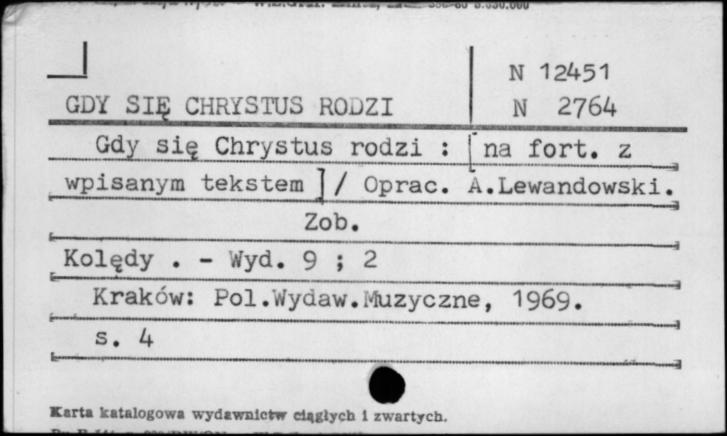 N 12451
GDY SIĘ CHRYSTUS RODZI N 2764
Gdy się Chrystus rodzi : [na fort. z
wpisanym tekstem]/ Oprac. A.Lewandowski.
Zob.
Kolędy . - Wyd. 9 ; 2
Kraków: Pol.Wydaw.Muzyczne, 1969.
s. 4
Karta katalogowa wydawnictw ciągłych i zwartych.